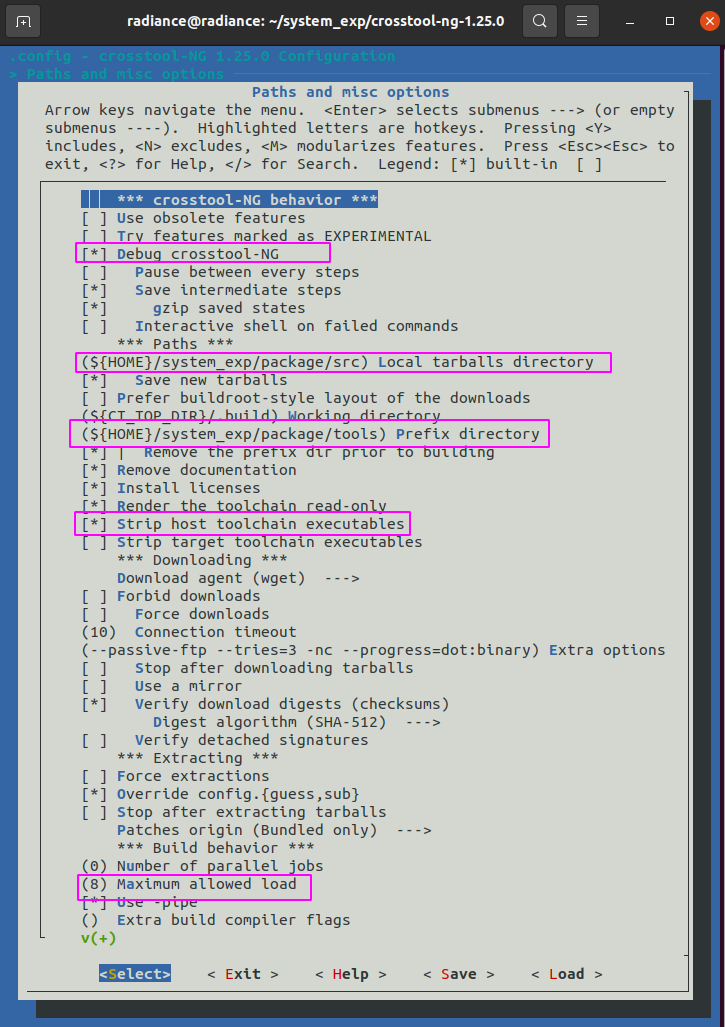 radiance@radiance: ~/system_exp/crosstool-ng-1.25.0
.config - crosstool-NG 1.25.0 Configuration
> Paths and misc options
Paths and misc options
Arrow keys navigate the menu.  <Enter> selects submenus ---> (or empty
submenus ----).  Highlighted letters are hotkeys.  Pressing <Y>
includes, <N> excludes, <M> modularizes features.  Press <Esc><Esc> to
exit, <?> for Help, </> for Search.  Legend: [*] built-in  [ ]
*** crosstool-NG behavior ***
[ ] Use obsolete features
[ ] Try features marked as EXPERIMENTAL
[*] Debug crosstool-NG
[ ]   Pause between every steps
[*]   Save intermediate steps
[*]     gzip saved states
[ ]   Interactive shell on failed commands
*** Paths ***
(${HOME}/system_exp/package/src) Local tarballs directory
[*]   Save new tarballs
[ ] Prefer buildroot-style layout of the downloads
(${CT_TOP_DIR}/.build) Working directory
(${HOME}/system_exp/package/tools) Prefix directory
[*] |  Remove the prefix dir prior to building
[*] Remove documentation
[*] Install licenses
[*] Render the toolchain read-only
[*] Strip host toolchain executables
[ ] Strip target toolchain executables
*** Downloading ***
Download agent (wget)  --->
[ ] Forbid downloads
[ ]   Force downloads
(10)  Connection timeout
(--passive-ftp --tries=3 -nc --progress=dot:binary) Extra options
[ ]   Stop after downloading tarballs
[ ]   Use a mirror
[*]   Verify download digests (checksums)
Digest algorithm (SHA-512)  --->
[ ]   Verify detached signatures
*** Extracting ***
[ ] Force extractions
[*] Override config.{guess,sub}
[ ] Stop after extracting tarballs
Patches origin (Bundled only)  --->
*** Build behavior ***
(0) Number of parallel jobs
(8) Maximum allowed load
[*] Use -pipe
()  Extra build compiler flags
v(+)
<Select>    < Exit >    < Help >    < Save >    < Load >